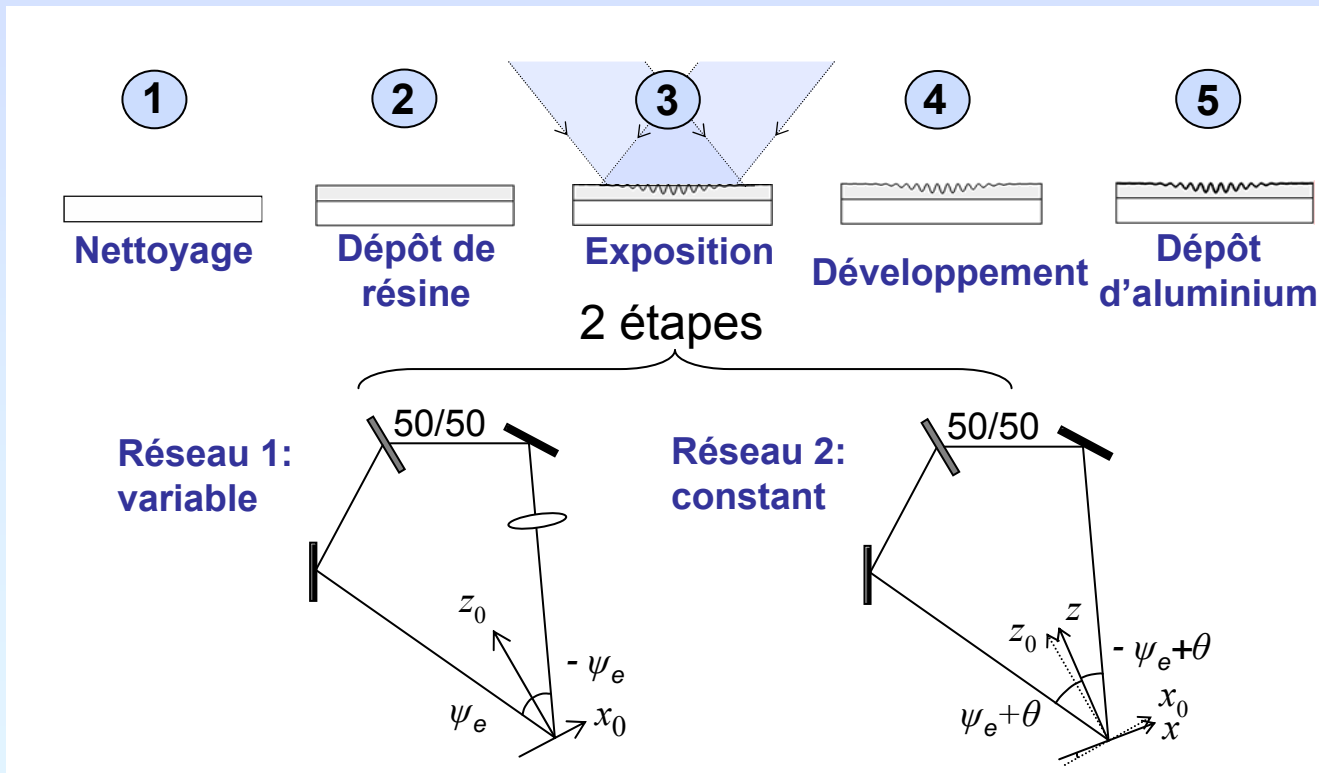 1
2
3
4
5
Nettoyage
Dépôt de
résine
Exposition
Développement
Dépôt
d’aluminium
2 étapes
Réseau 1:
variable
50/50
z₀
- ψₑ
ψₑ
x₀
Réseau 2:
constant
50/50
z₀
z
- ψₑ+θ
ψₑ+θ
x₀
x